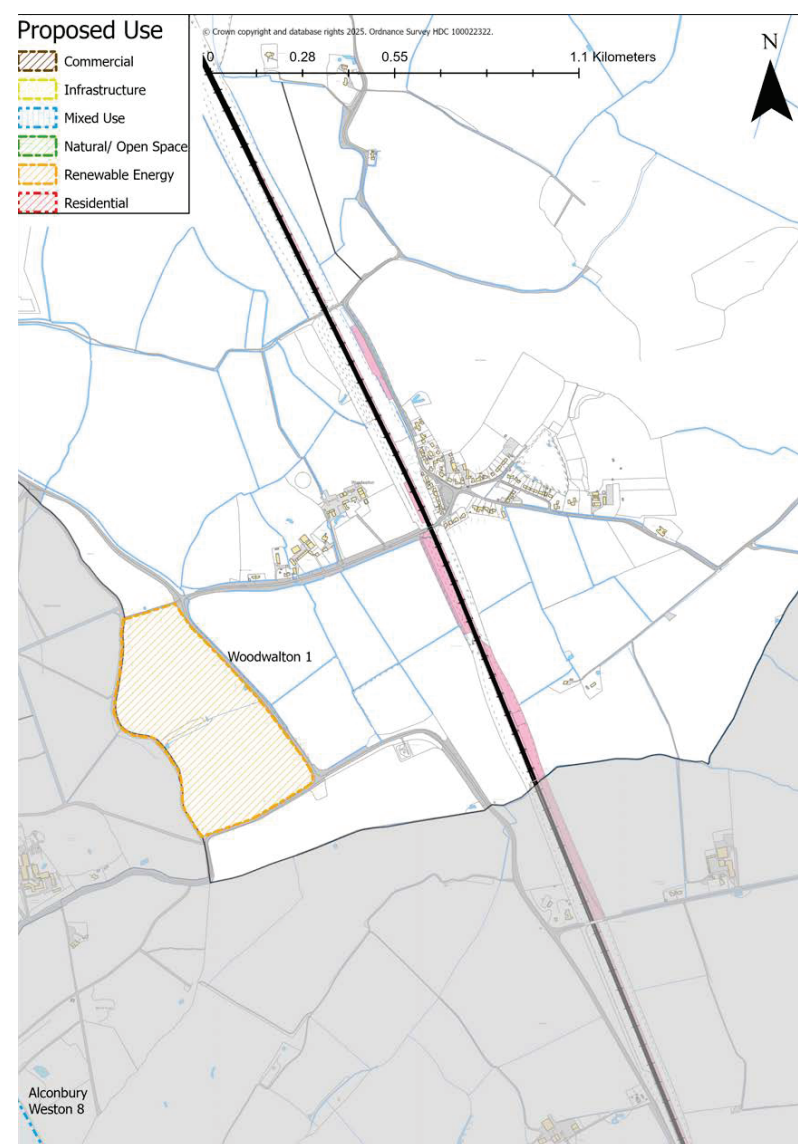 Proposed Use
Commercial
Infrastructure
Mixed Use
Natural/ Open Space
Renewable Energy
Residential
© Crown copyright and database rights 2025. Ordnance Survey HDC 100022322.
0 0.28 0.55 1.1 Kilometers
N
Woodwalton 1
Alconbury
Weston 8